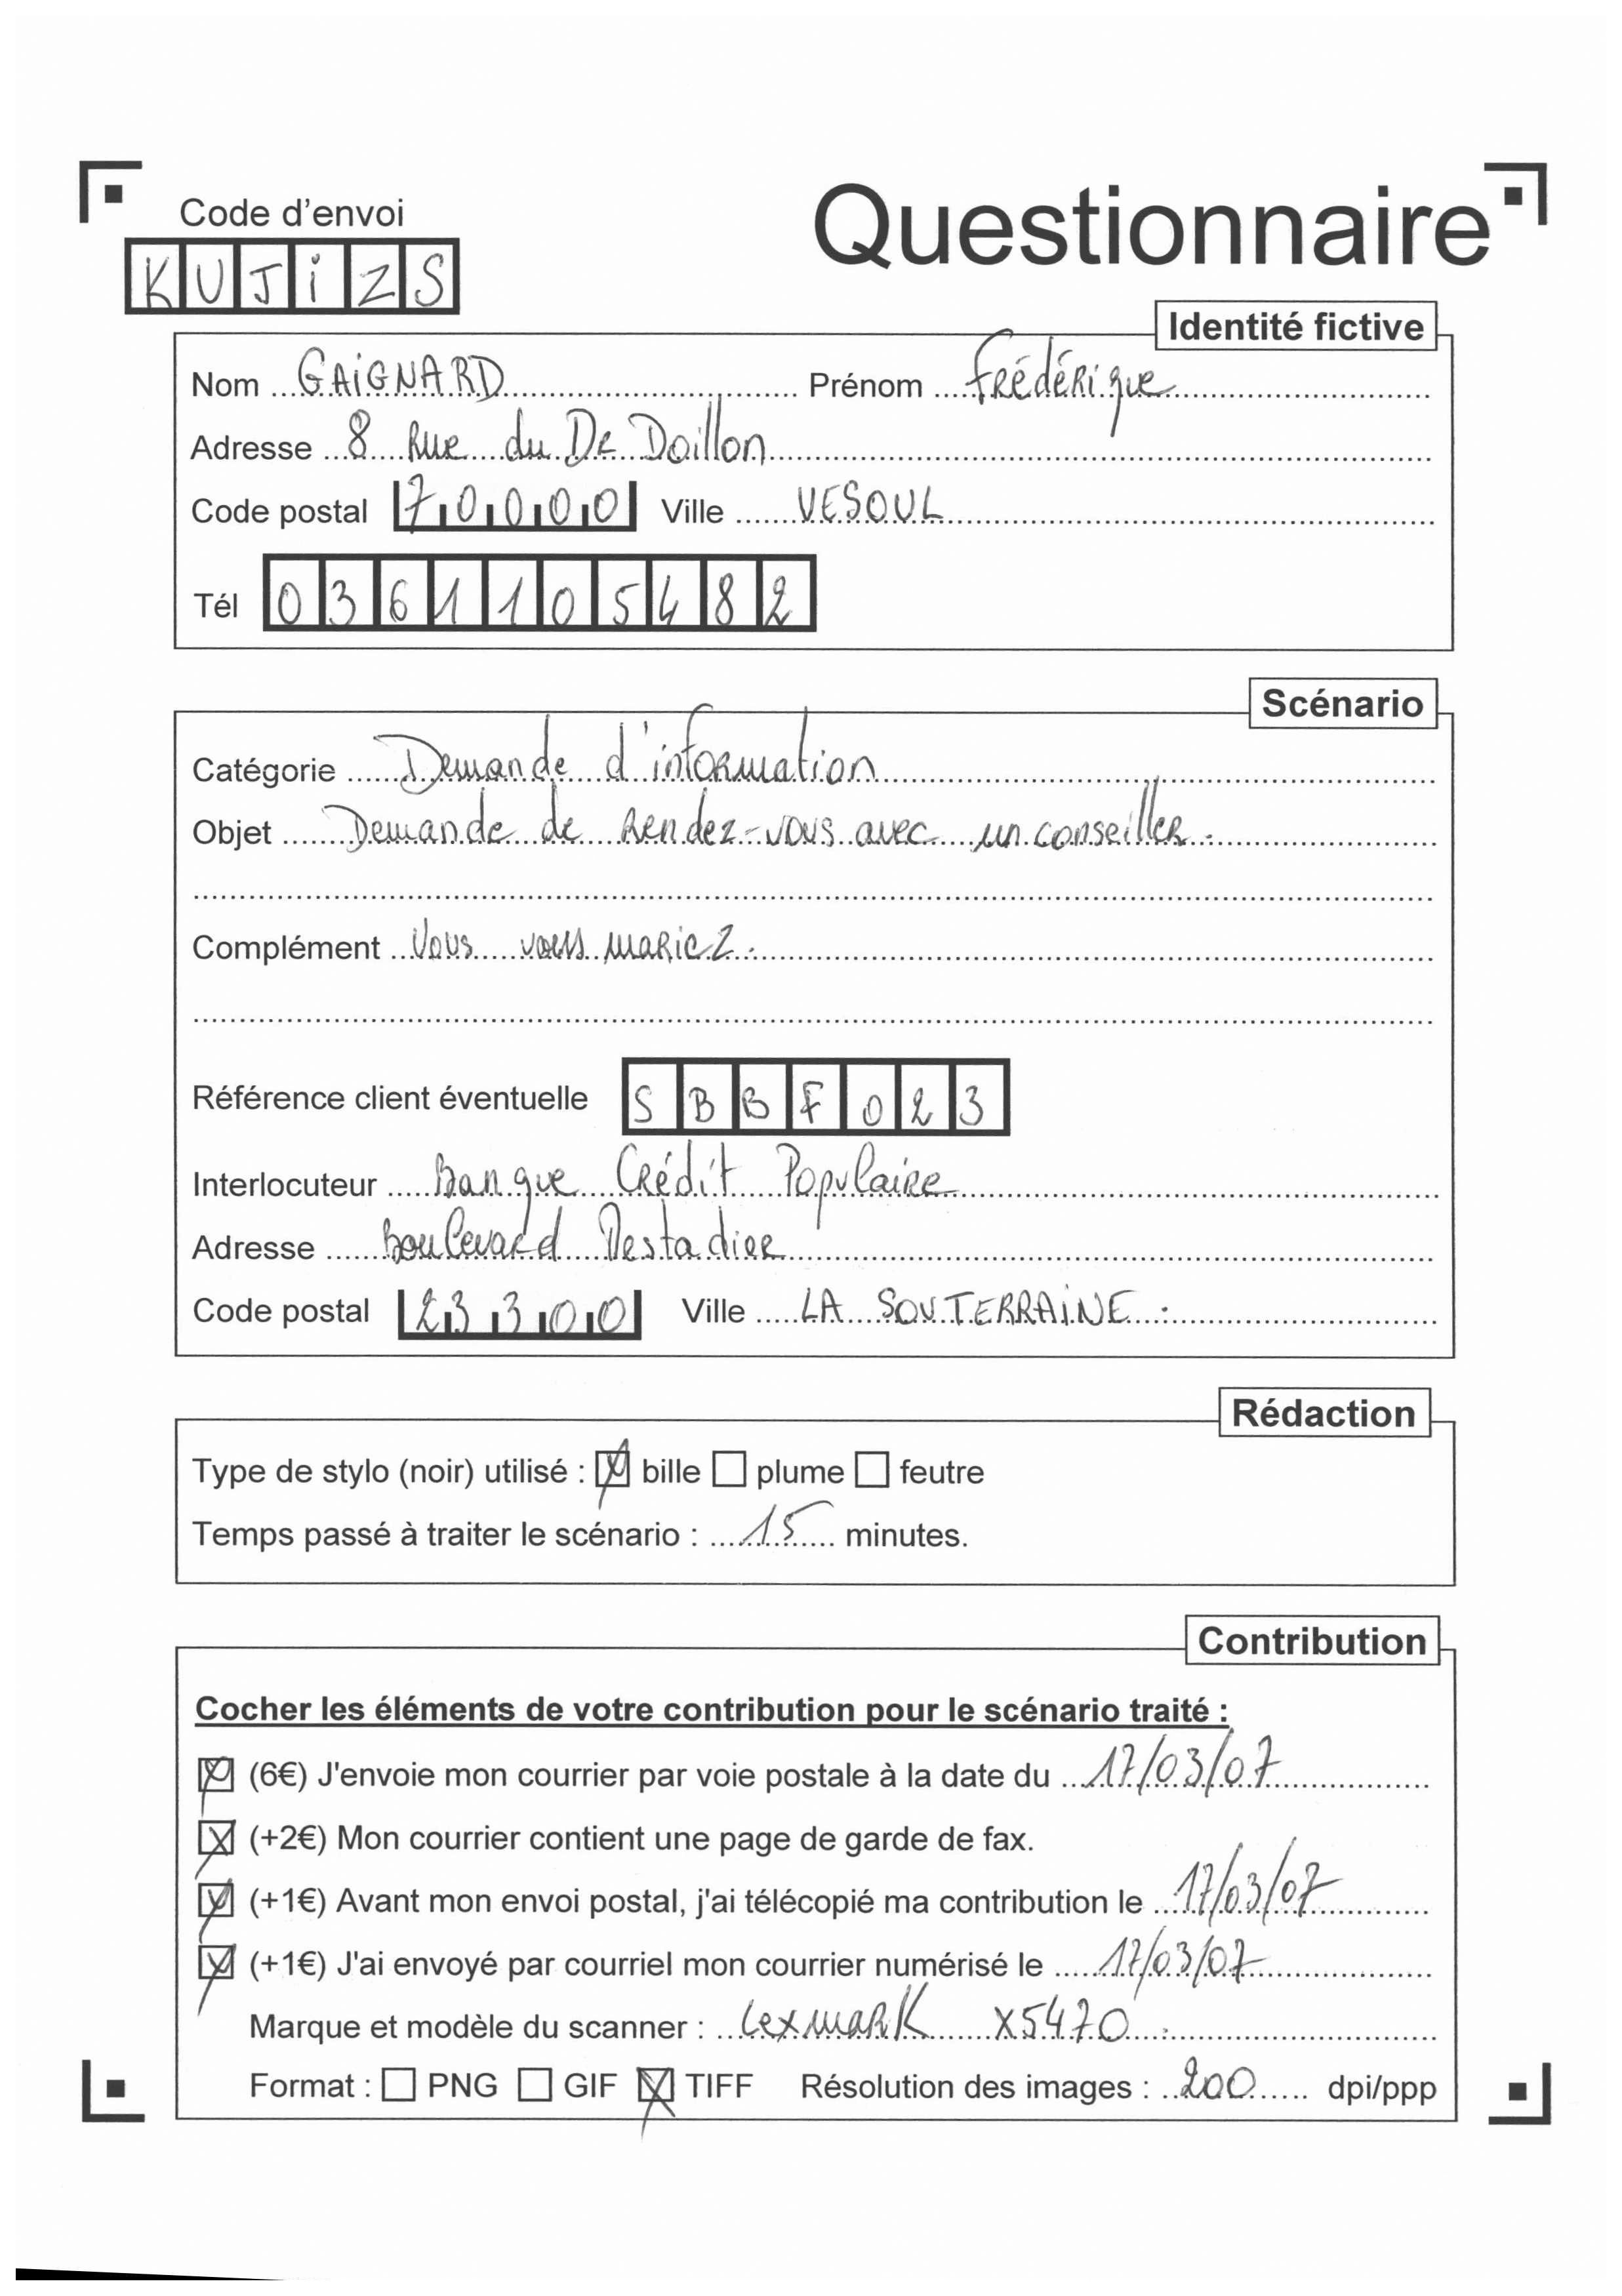 Code d'envoi
Questionnaire
KUJiZS
Identité fictive
Nom GAiGNARD Prénom Frédérique
Adresse 8 Rue du DR Doillon
Code postal 70000 Ville VESOUL
Tél 0361105482
Scénario
Catégorie Demande d'information
Objet Demande de Rendez-vous avec un conseiller.
Complément Vous vous mariez.
Référence client éventuelle SBBF023
Interlocuteur Banque Crédit Populaire
Adresse Boulevard
Code postal 23300 Ville LA SOUTERRAiNE.
Rédaction
Type de stylo (noir) utilisé : bille plume feutre
Temps passé à traiter le scénario : 15 minutes.
Contribution
Cocher les éléments de votre contribution pour le scénario traité :
(6€) J'envoie mon courrier par voie postale à la date du 17/03/07
(+2€) Mon courrier contient une page de garde de fax.
(+1€) Avant mon envoi postal, j'ai télécopié ma contribution le 17/03/07
(+1€) J'ai envoyé par courriel mon courrier numérisé le 17/03/07
Marque et modèle du scanner : Lexmark X5470
Format : PNG GIF TIFF Résolution des images : 200 dpi/ppp